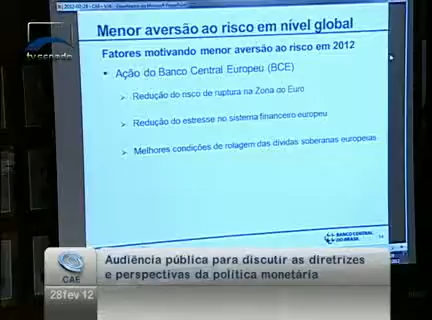 Menor aversão ao risco em nível global
Fatores motivando menor aversão ao risco em 2012
• Ação do Banco Central Europeu (BCE)
➢ Redução do risco de ruptura na Zona do Euro
➢ Redução do estresse no sistema financeiro europeu
➢ Melhores condições de rolagem das dívidas soberanas europeias
BANCO CENTRAL
DO BRASIL
tv senado
Audiência pública para discutir as diretrizes
e perspectivas da política monetária
CAE
28 fev 12